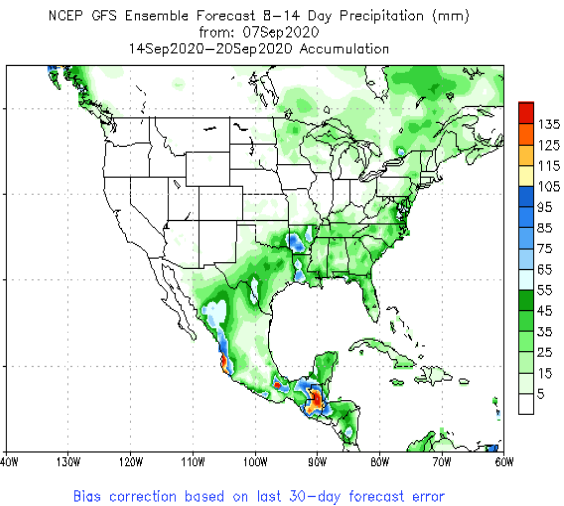 NCEP GFS Ensemble Forecast 8-14 Day Precipitation (mm)
from: 07Sep2020
14Sep2020-20Sep2020 Accumulation
135
125
115
105
95
85
75
65
55
45
35
25
15
5
40W 130W 120W 110W 100W 90W 80W 70W 60W
Bias correction based on last 30-day forecast error